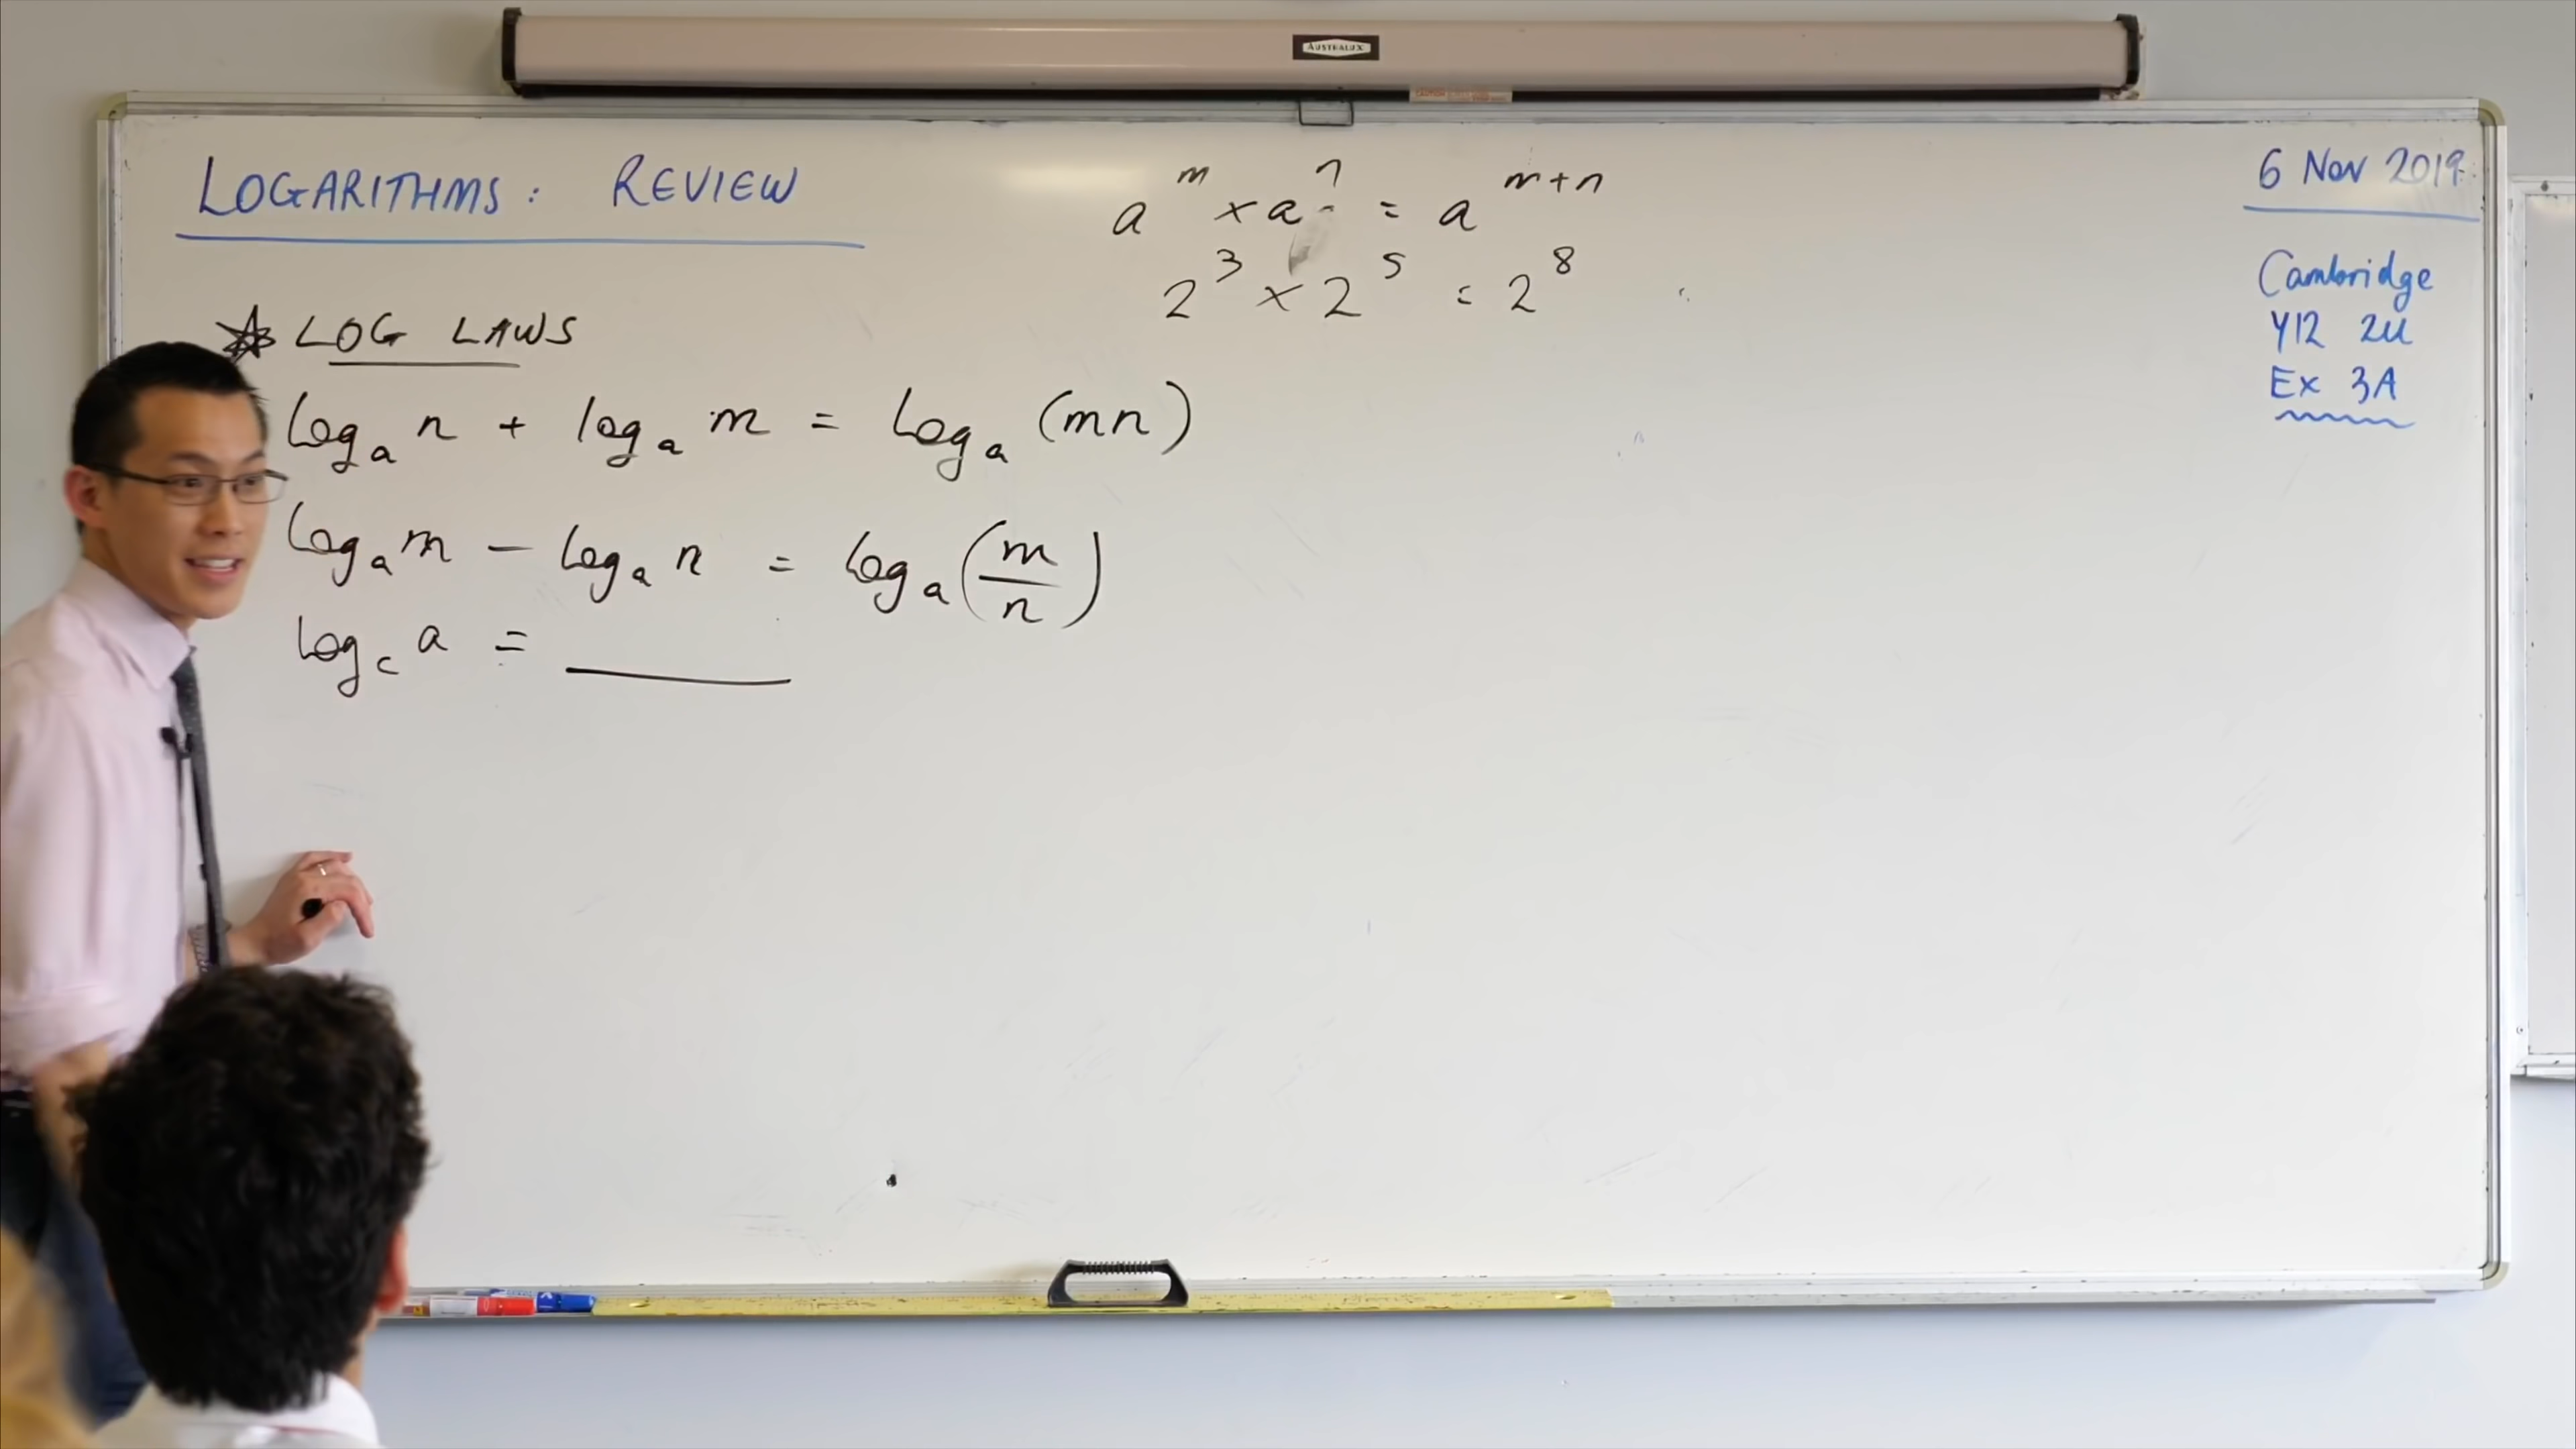 AUSTRALUX
LOGARITHMS: REVIEW
a^m × a^n = a^(m+n)
2^3 × 2^5 = 2^8
6 Nov 2019
Cambridge
Y12 2U
Ex 3A
☆ LOG LAWS
log_a n + log_a m = log_a (mn)
log_a m − log_a n = log_a (m/n)
log_c a = ____